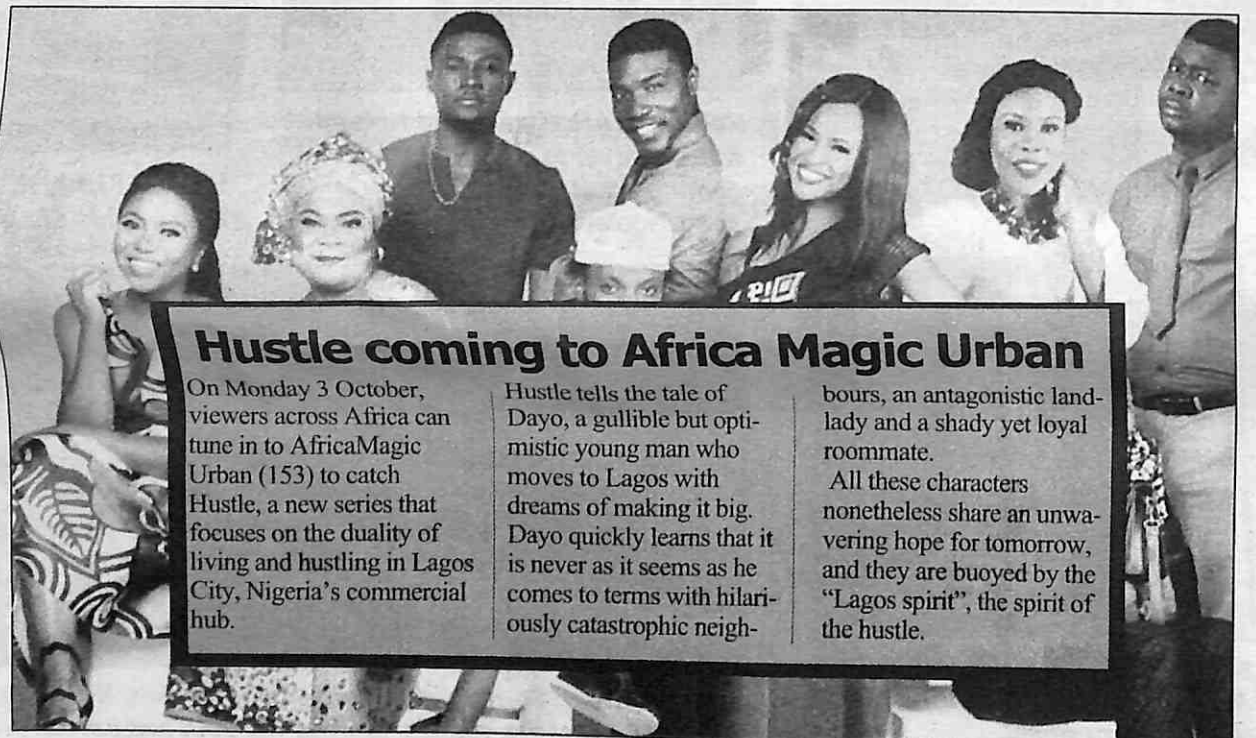 Hustle coming to Africa Magic Urban
On Monday 3 October,
viewers across Africa can
tune in to AfricaMagic
Urban (153) to catch
Hustle, a new series that
focuses on the duality of
living and hustling in Lagos
City, Nigeria's commercial
hub.
Hustle tells the tale of
Dayo, a gullible but opti-
mistic young man who
moves to Lagos with
dreams of making it big.
Dayo quickly learns that it
is never as it seems as he
comes to terms with hilari-
ously catastrophic neigh-
bours, an antagonistic land-
lady and a shady yet loyal
roommate.
All these characters
nonetheless share an unwa-
vering hope for tomorrow,
and they are buoyed by the
"Lagos spirit", the spirit of
the hustle.